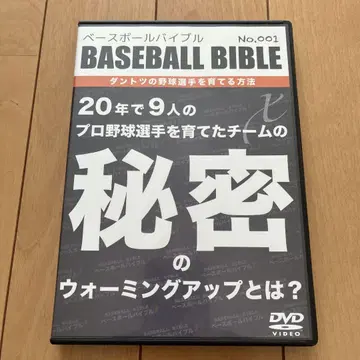 ベースボールバイブル No.001
BASEBALL BIBLE
ダントツの野球選手を育てる方法
20年で9人の
プロ野球選手を育てたチームの
秘密
の
ウォーミングアップとは?
DVD
VIDEO